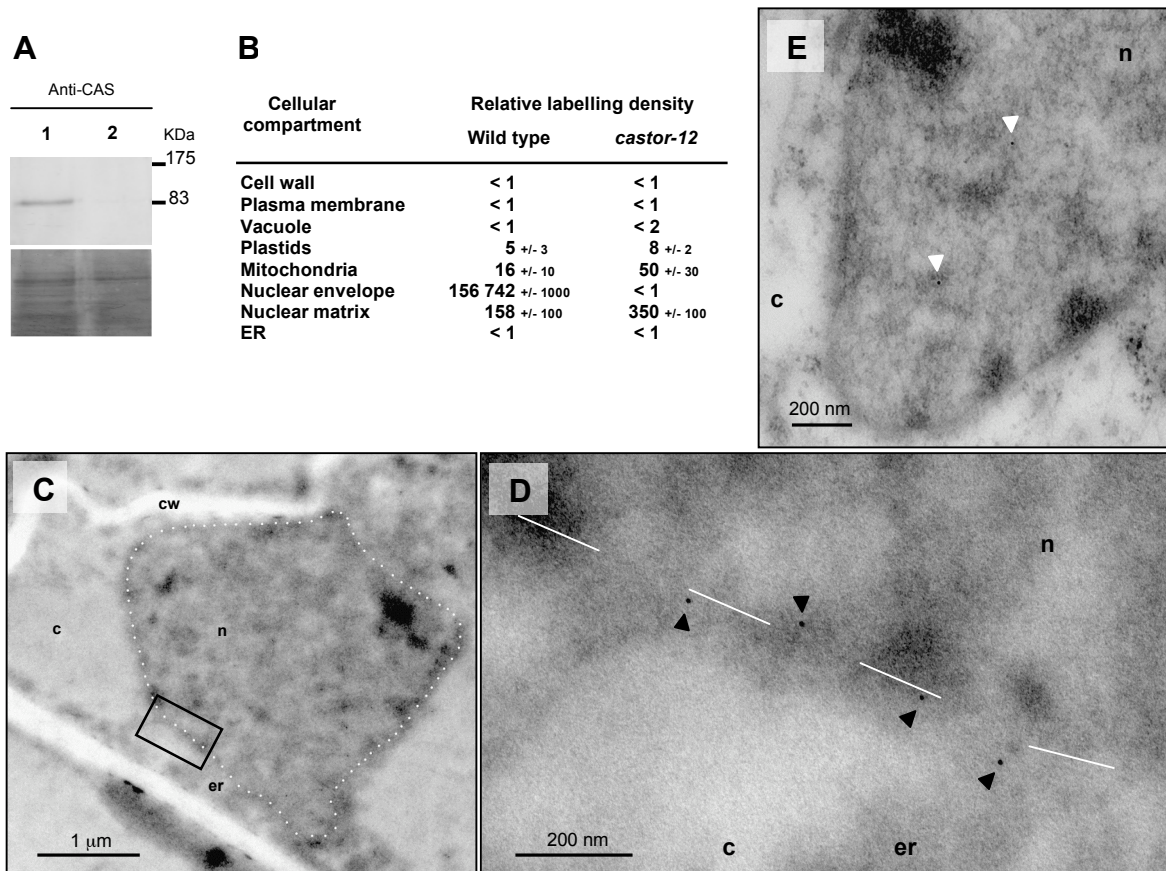 A
Anti-CAS
1 2 KDa
175
83
B
Cellular compartment
Relative labelling density
Wild type castor-12
Cell wall < 1 < 1
Plasma membrane < 1 < 1
Vacuole < 1 < 2
Plastids 5 +/- 3 8 +/- 2
Mitochondria 16 +/- 10 50 +/- 30
Nuclear envelope 156 742 +/- 1000 < 1
Nuclear matrix 158 +/- 100 350 +/- 100
ER < 1 < 1
E
n
c
200 nm
C
cw
c
n
er
1 µm
D
n
200 nm
c
er